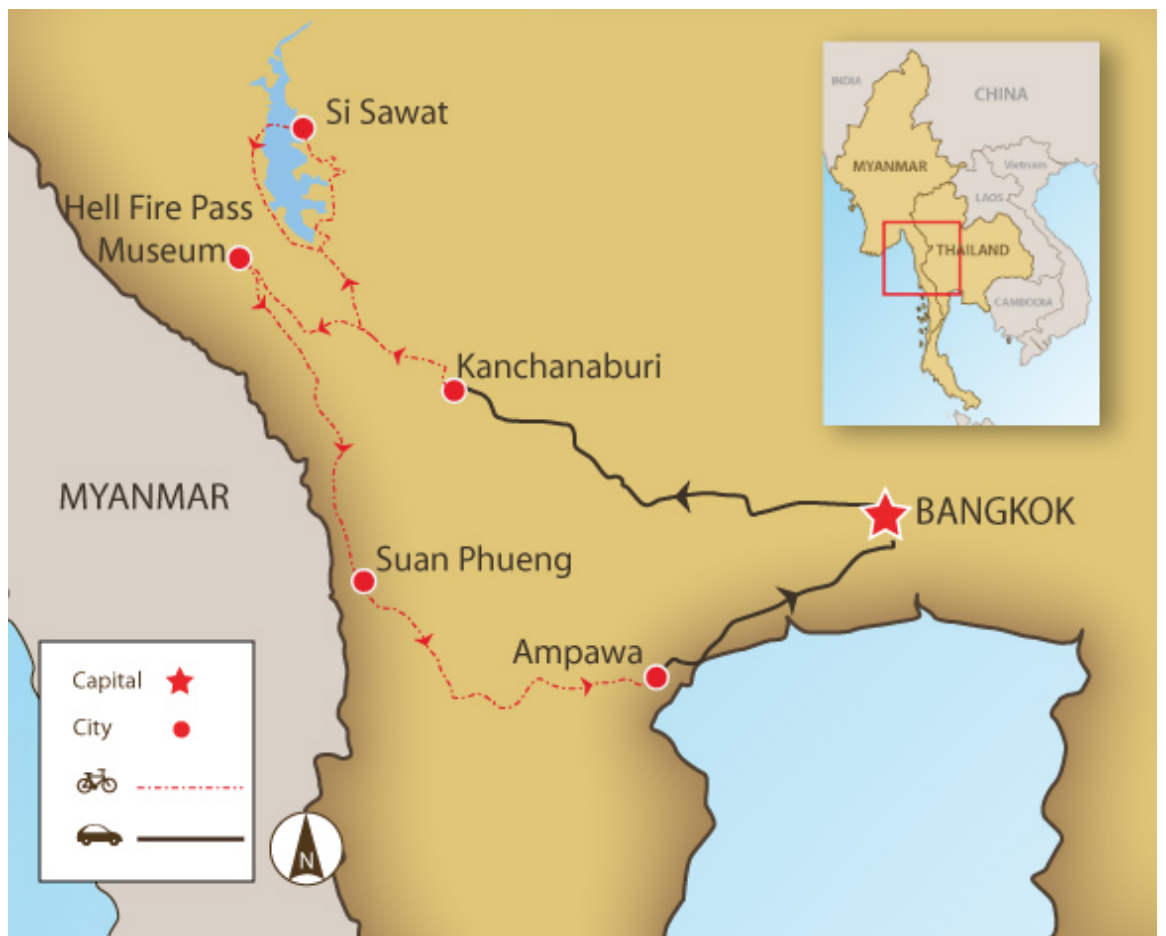 Si Sawat
Hell Fire Pass
Museum
Kanchanaburi
MYANMAR
BANGKOK
Suan Phueng
Ampawa
Capital
City
N
INDIA
CHINA
MYANMAR
Vietnam
LAOS
THAILAND
CAMBODIA